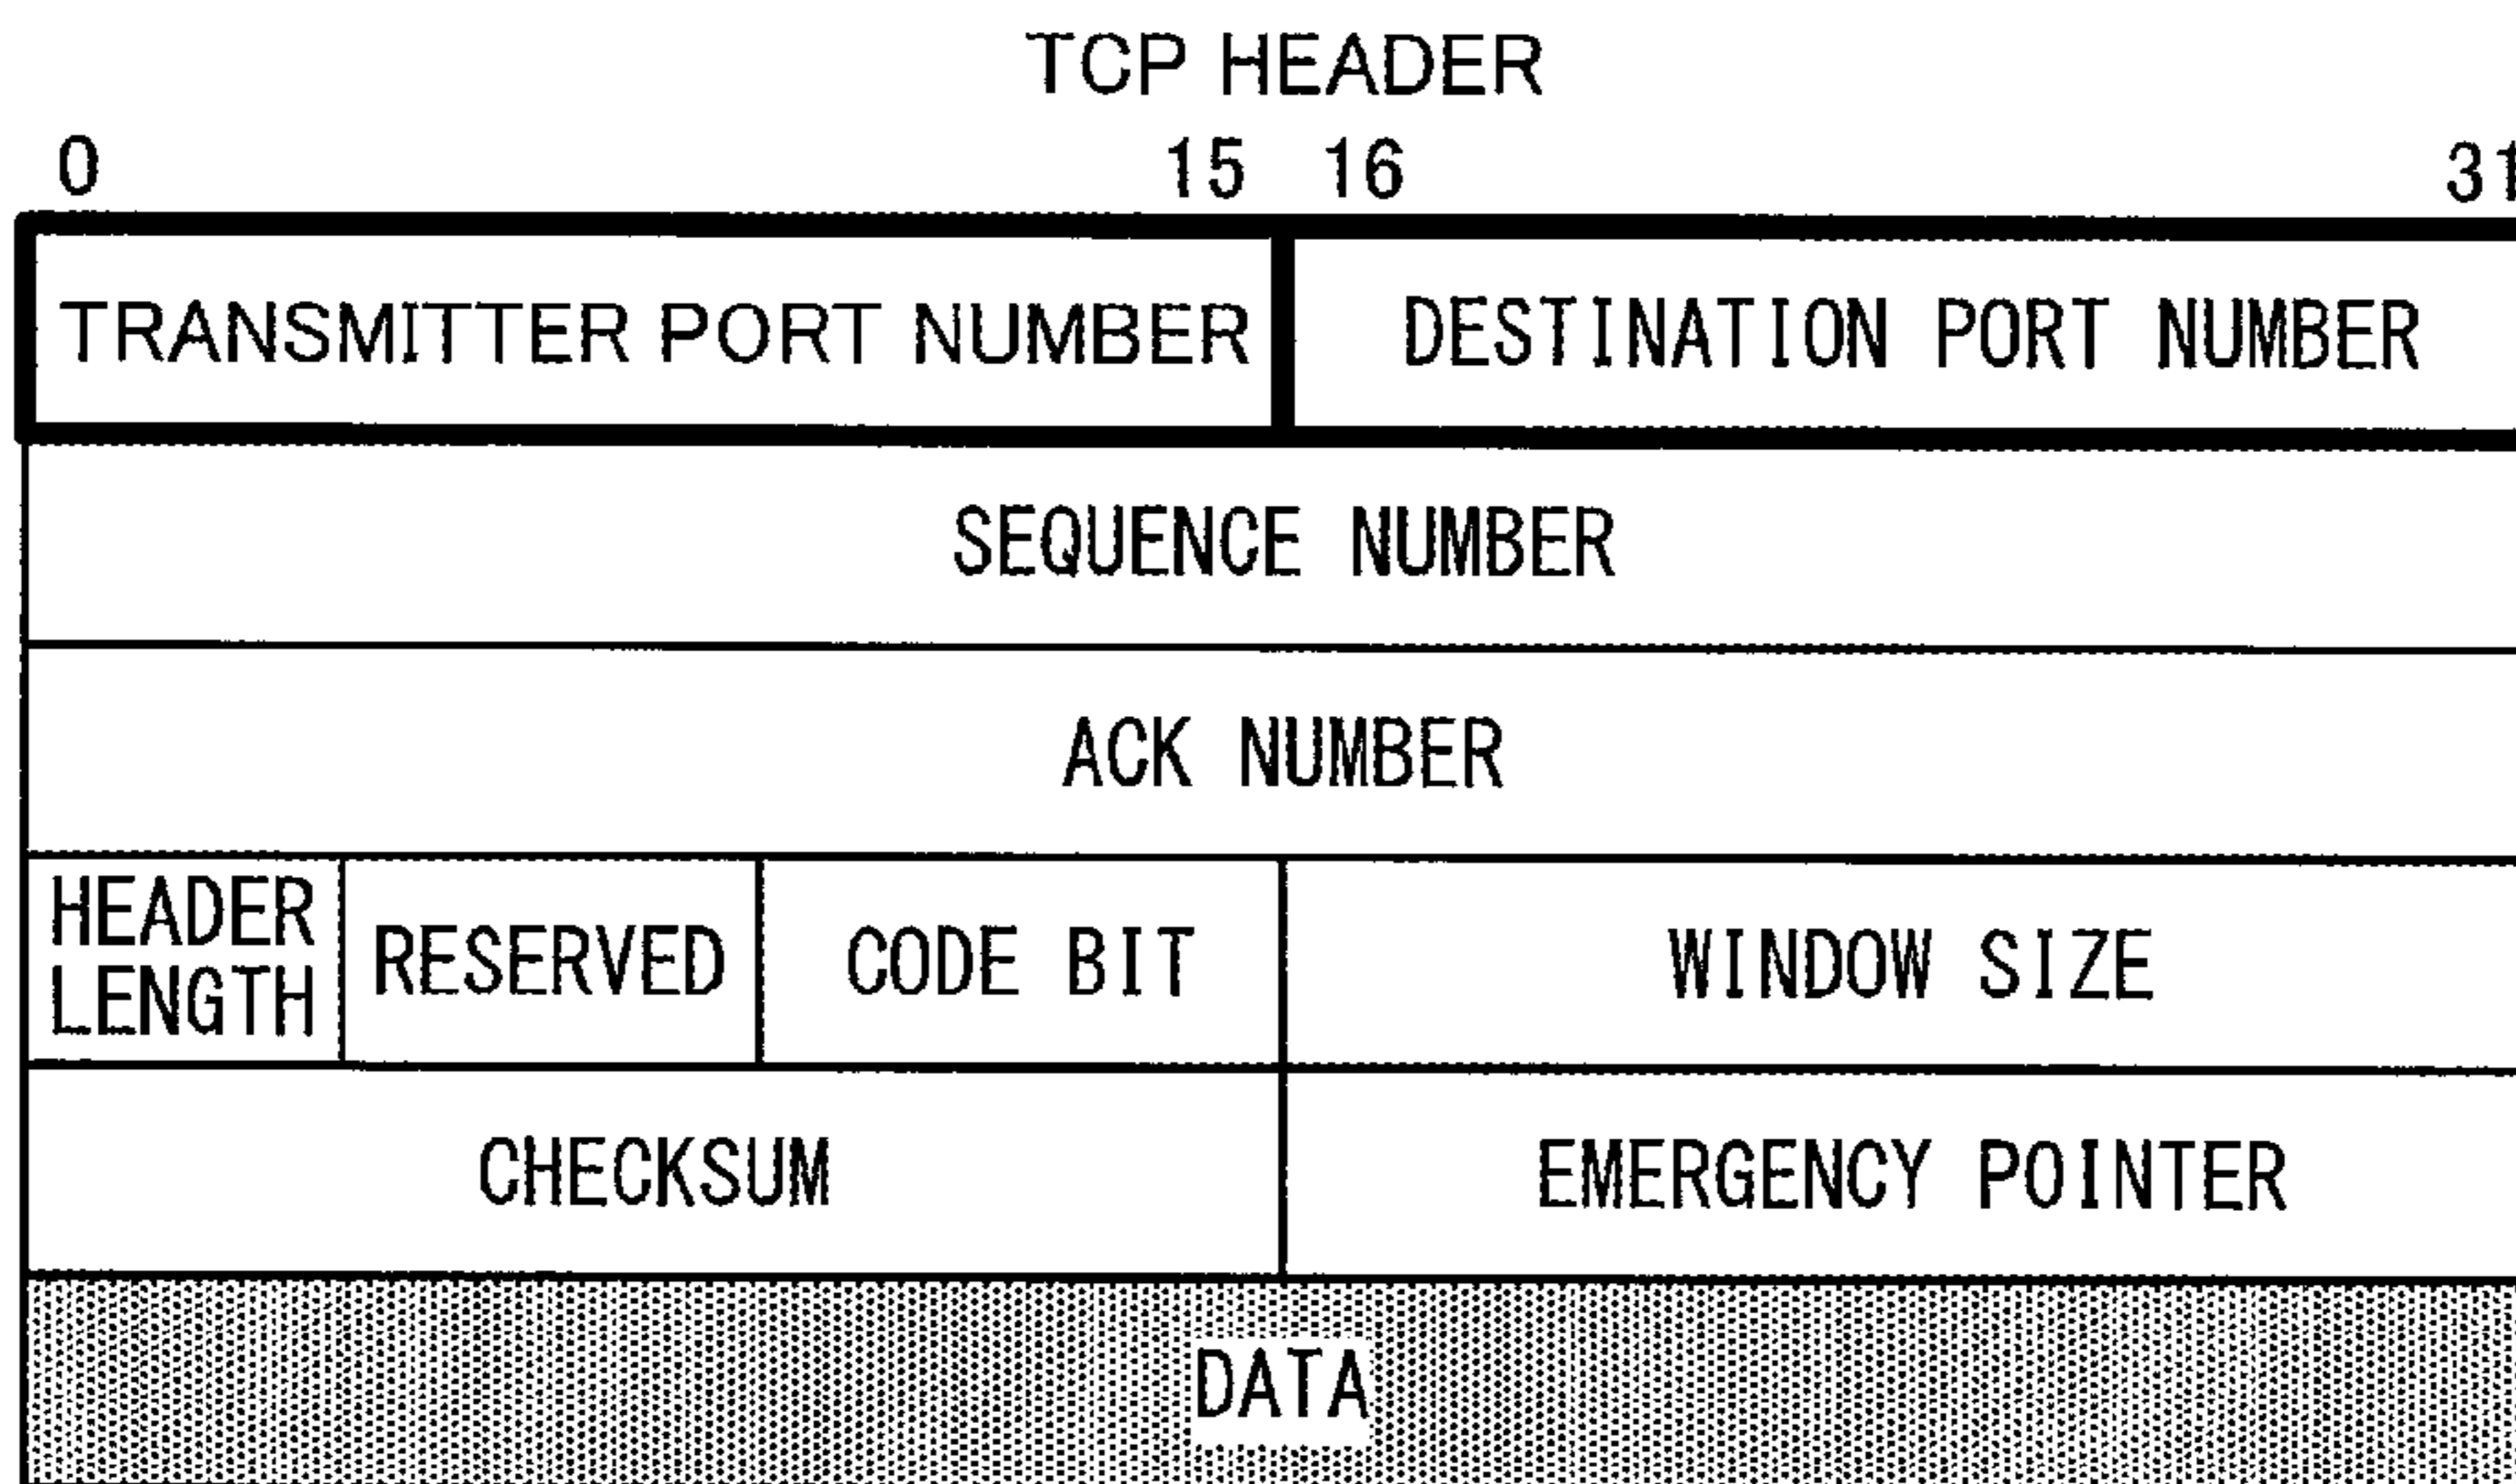 TCP HEADER
0 15 16 31
TRANSMITTER PORT NUMBER DESTINATION PORT NUMBER
SEQUENCE NUMBER
ACK NUMBER
HEADER
LENGTH
RESERVED CODE BIT WINDOW SIZE
CHECKSUM EMERGENCY POINTER
DATA